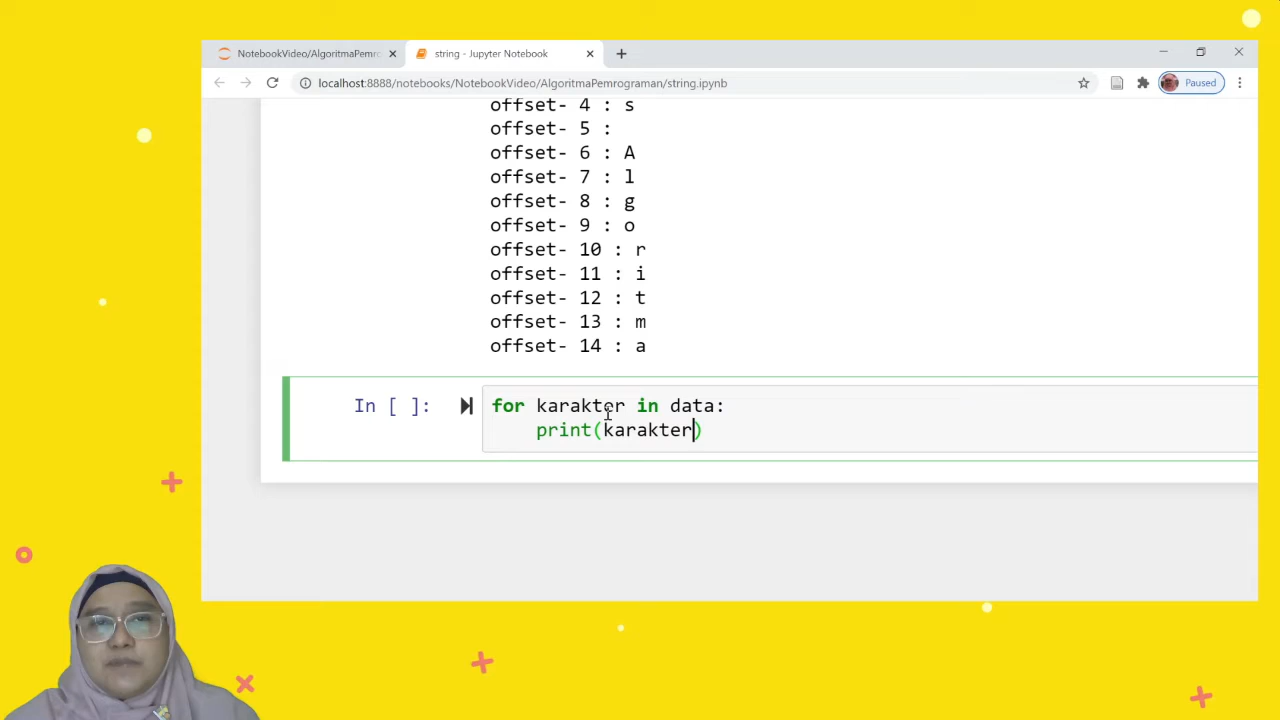 NotebookVideo/AlgoritmaPemro
string - Jupyter Notebook
localhost:8888/notebooks/NotebookVideo/AlgoritmaPemrograman/string.ipynb
Paused
offset- 4 : s
offset- 5 :
offset- 6 : A
offset- 7 : l
offset- 8 : g
offset- 9 : o
offset- 10 : r
offset- 11 : i
offset- 12 : t
offset- 13 : m
offset- 14 : a
In [ ]:
for karakter in data:
print(karakter)